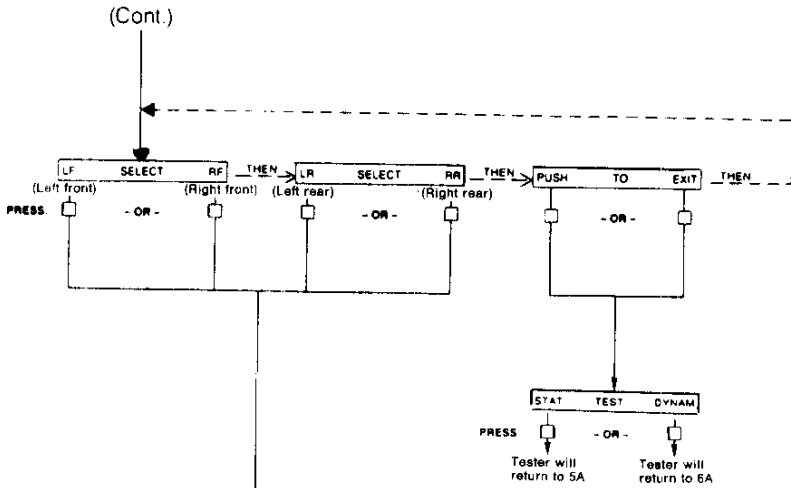 (Cont.)
LF SELECT RF THEN LR SELECT RR THEN PUSH TO EXIT THEN
(Left front) (Right front) (Left rear) (Right rear)
PRESS. - OR - - OR - - OR -
STAT TEST DYNAM
PRESS - OR -
Tester will return to 5A
Tester will return to 6A